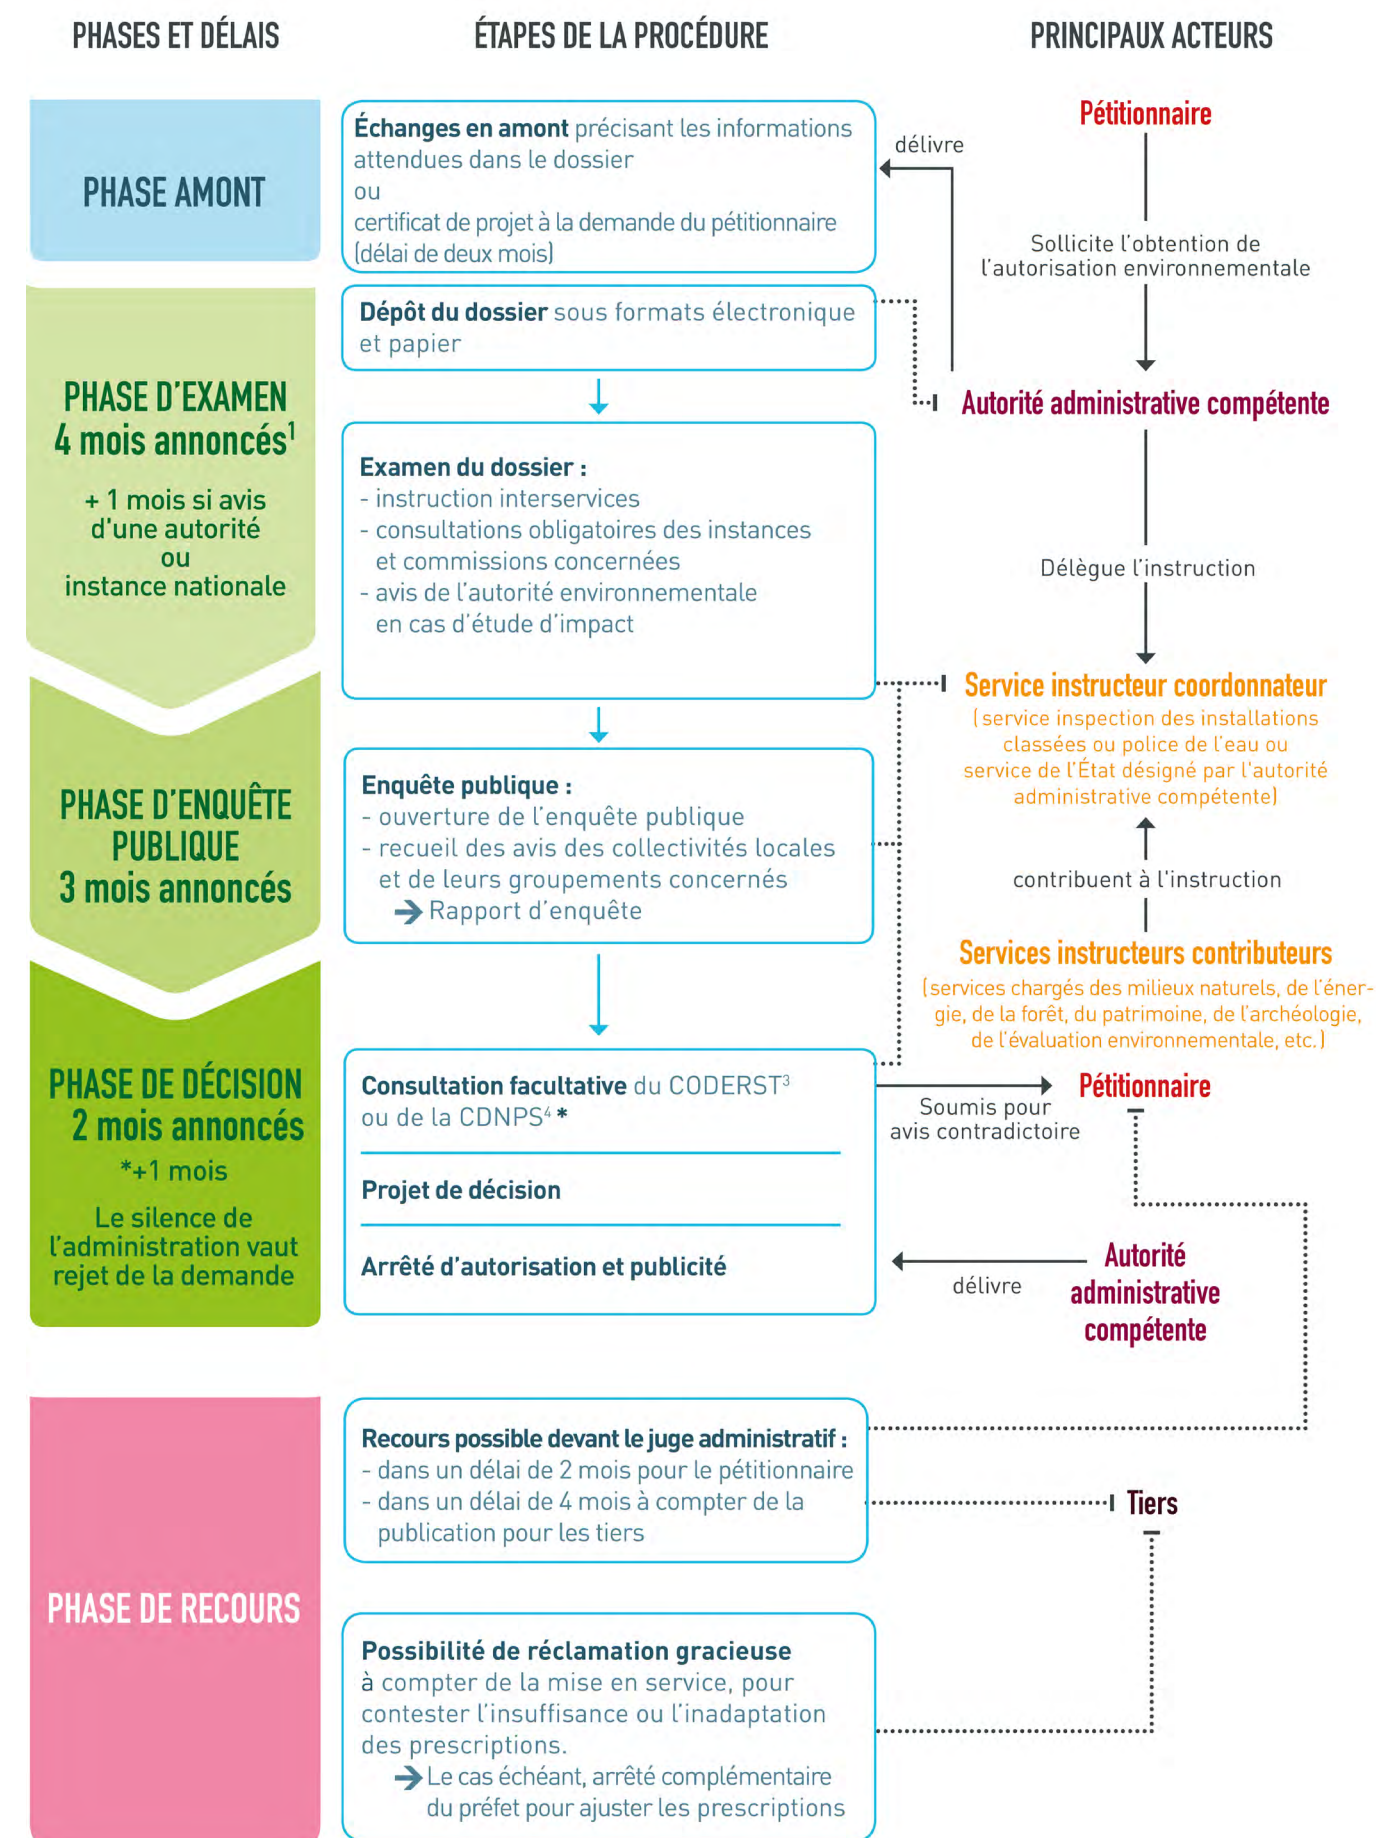 PHASES ET DÉLAIS
ÉTAPES DE LA PROCÉDURE
PRINCIPAUX ACTEURS
PHASE AMONT
Échanges en amont précisant les informations
attendues dans le dossier
ou
certificat de projet à la demande du pétitionnaire
(délai de deux mois)
délivre
Pétitionnaire
Sollicite l'obtention de
l'autorisation environnementale
Autorité administrative compétente
PHASE D'EXAMEN
4 mois annoncés¹
+ 1 mois si avis
d'une autorité
ou
instance nationale
Dépôt du dossier sous formats électronique
et papier
Examen du dossier :
- instruction interservices
- consultations obligatoires des instances
et commissions concernées
- avis de l'autorité environnementale
en cas d'étude d'impact
Délègue l'instruction
Service instructeur coordonnateur
(service inspection des installations
classées ou police de l'eau ou
service de l'État désigné par l'autorité
administrative compétente)
PHASE D'ENQUÊTE
PUBLIQUE
3 mois annoncés
Enquête publique :
- ouverture de l'enquête publique
- recueil des avis des collectivités locales
et de leurs groupements concernés
➔ Rapport d'enquête
contribuent à l'instruction
Services instructeurs contributeurs
(services chargés des milieux naturels, de l'éner-
gie, de la forêt, du patrimoine, de l'archéologie,
de l'évaluation environnementale, etc.)
PHASE DE DÉCISION
2 mois annoncés
*+1 mois
Le silence de
l'administration vaut
rejet de la demande
Consultation facultative du CODERST³
ou de la CDNPS⁴ *
Projet de décision
Arrêté d'autorisation et publicité
Soumis pour
avis contradictoire
Pétitionnaire
délivre
Autorité
administrative
compétente
PHASE DE RECOURS
Recours possible devant le juge administratif :
- dans un délai de 2 mois pour le pétitionnaire
- dans un délai de 4 mois à compter de la
publication pour les tiers
Tiers
Possibilité de réclamation gracieuse
à compter de la mise en service, pour
contester l'insuffisance ou l'inadaptation
des prescriptions.
➔ Le cas échéant, arrêté complémentaire
du préfet pour ajuster les prescriptions